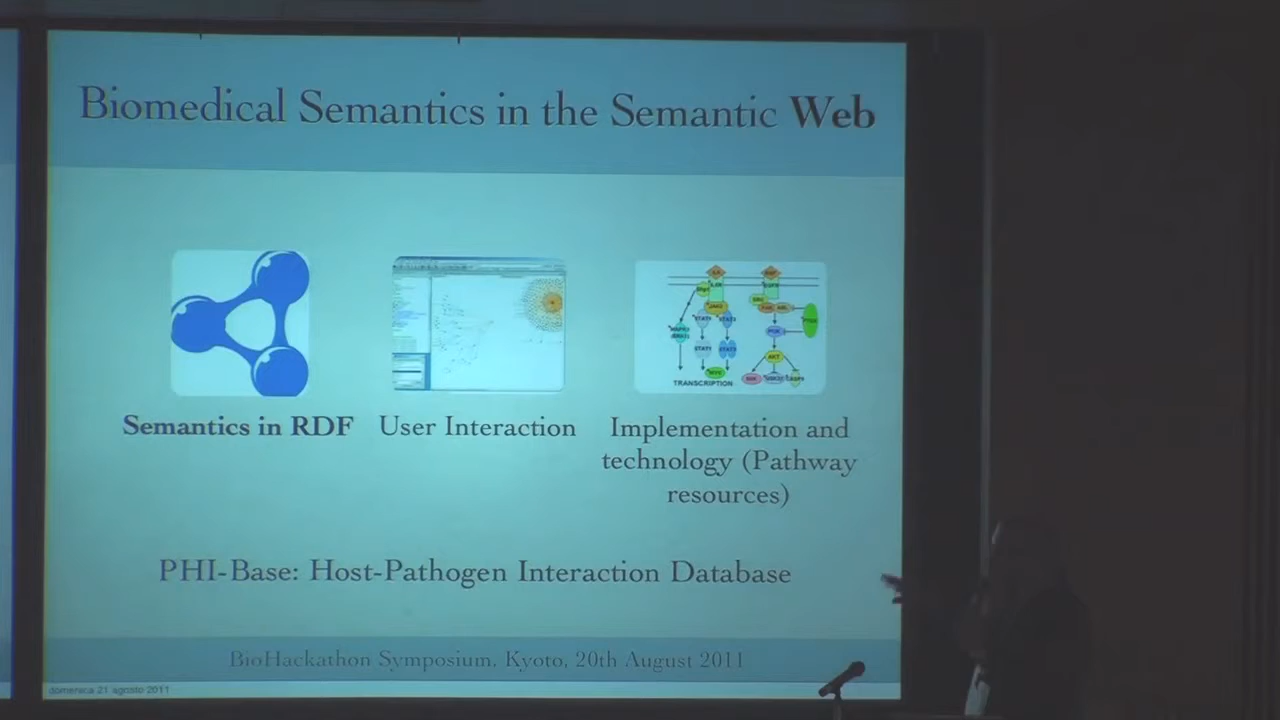 Biomedical Semantics in the Semantic Web
TRANSCRIPTION
Semantics in RDF
User Interaction
Implementation and
technology (Pathway
resources)
PHI-Base: Host-Pathogen Interaction Database
BioHackathon Symposium, Kyoto, 20th August 2011
domenica 21 agosto 2011